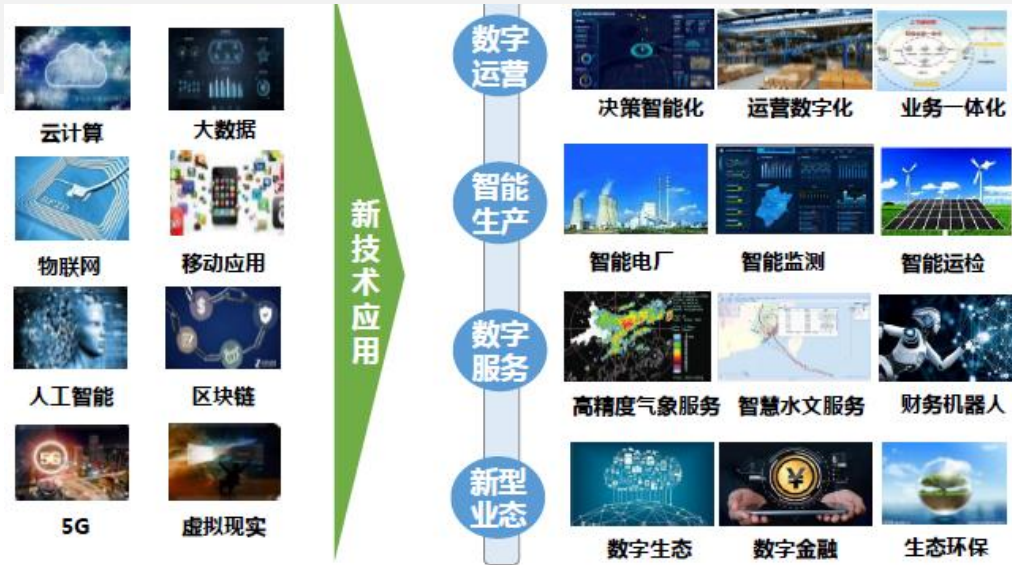 云计算
大数据
物联网
移动应用
人工智能
区块链
5G
5G
虚拟现实
新技术应用
数字
运营
决策智能化
运营数字化
业务一体化
智能
生产
智能电厂
智能监测
智能运检
数字
服务
高精度气象服务
智慧水文服务
财务机器人
新型
业态
数字生态
数字金融
生态环保